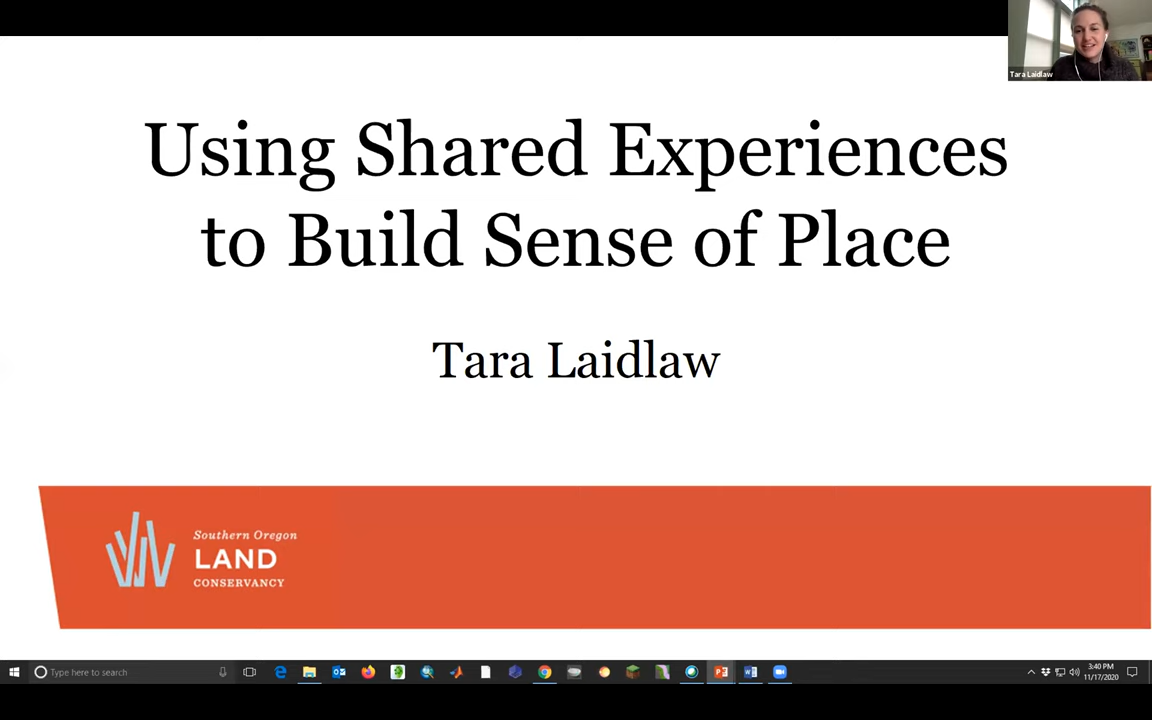 Tara Laidlaw
Using Shared Experiences
to Build Sense of Place
Tara Laidlaw
Southern Oregon
LAND
CONSERVANCY
Type here to search
3:40 PM
11/17/2020